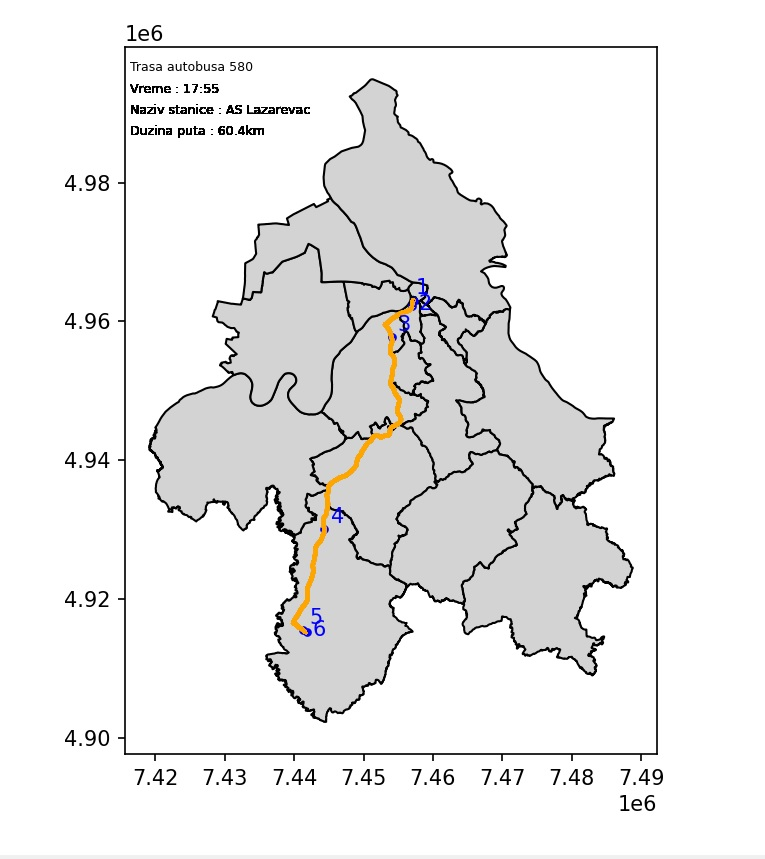 1e6
Trasa autobusa 580
Vreme : 17:55
Naziv stanice : AS Lazarevac
Duzina puta : 60.4km
4.98
4.96
4.94
4.92
4.90
1
2
3
4
5
6
7.42 7.43 7.44 7.45 7.46 7.47 7.48 7.49
1e6